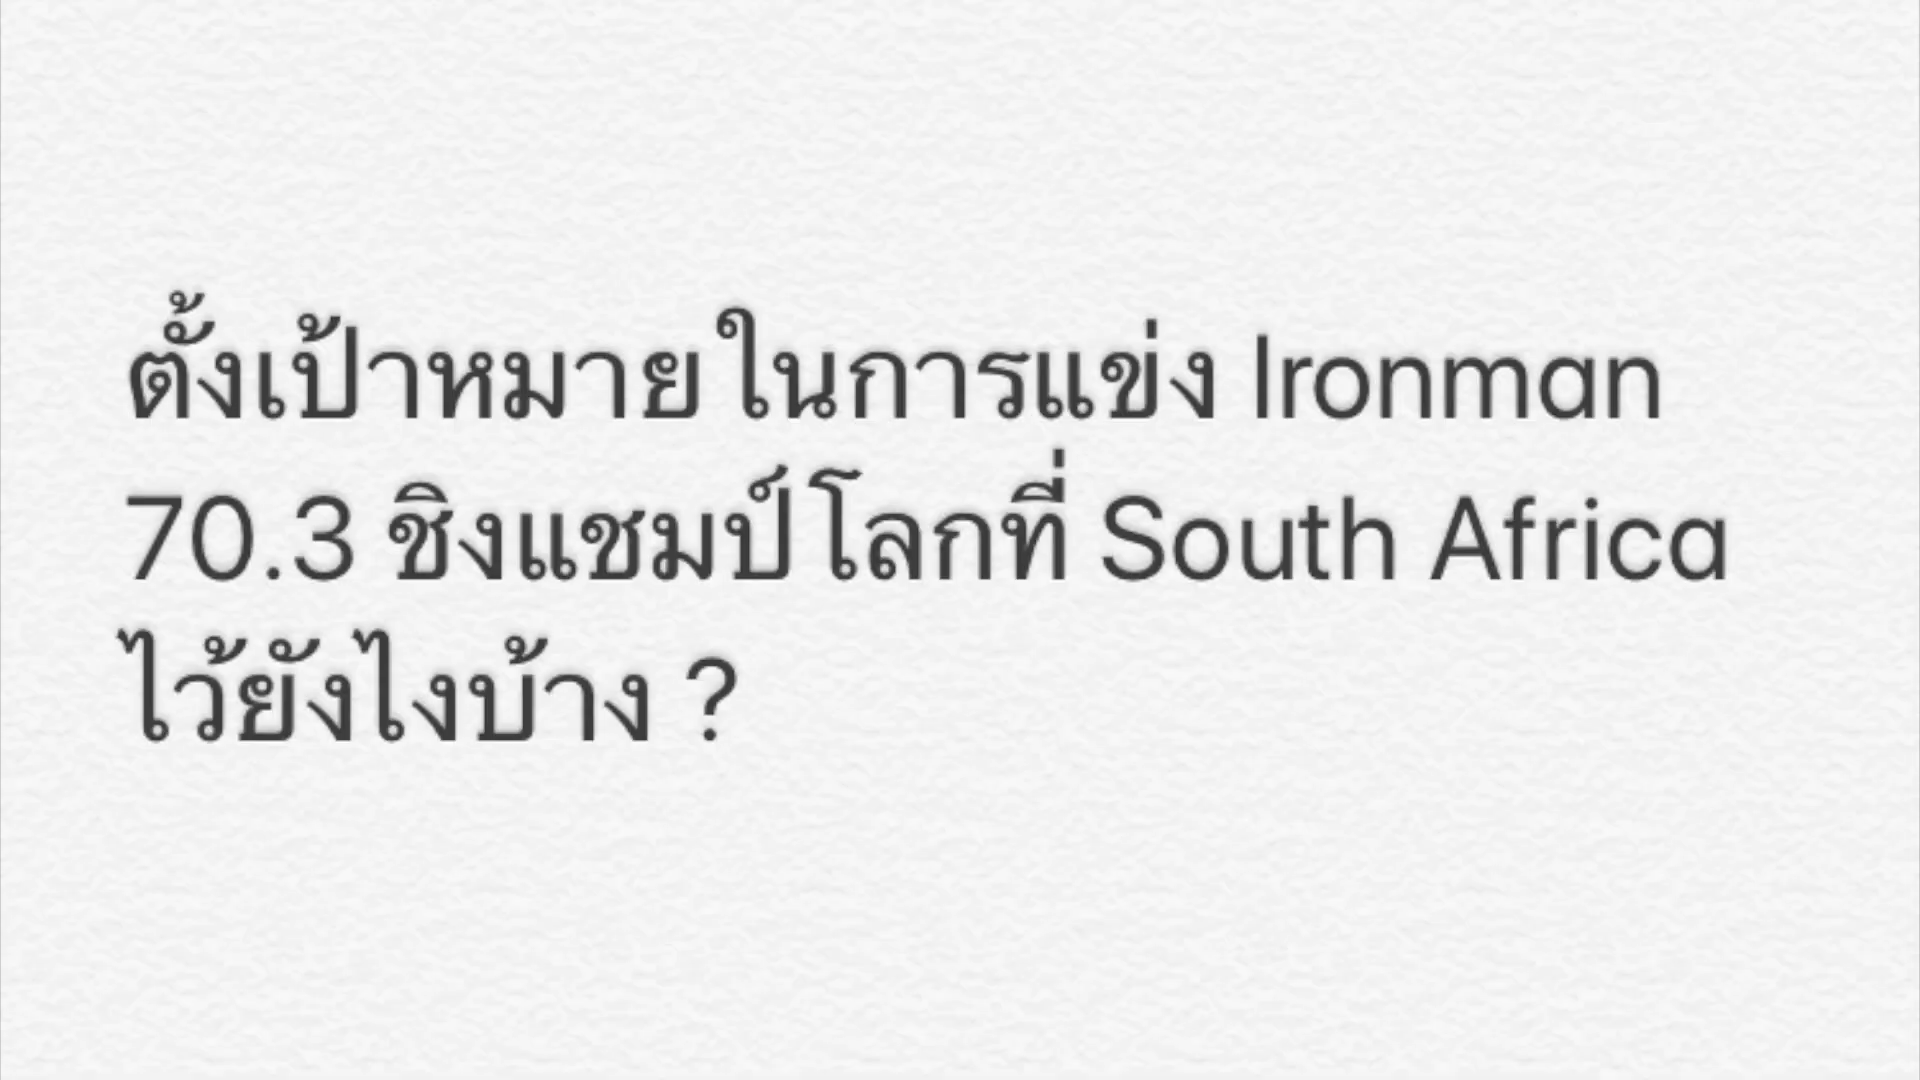 ตั้งเป้าหมายในการแข่ง Ironman
70.3 ชิงแชมป์โลกที่ South Africa
ไว้ยังไงบ้าง ?